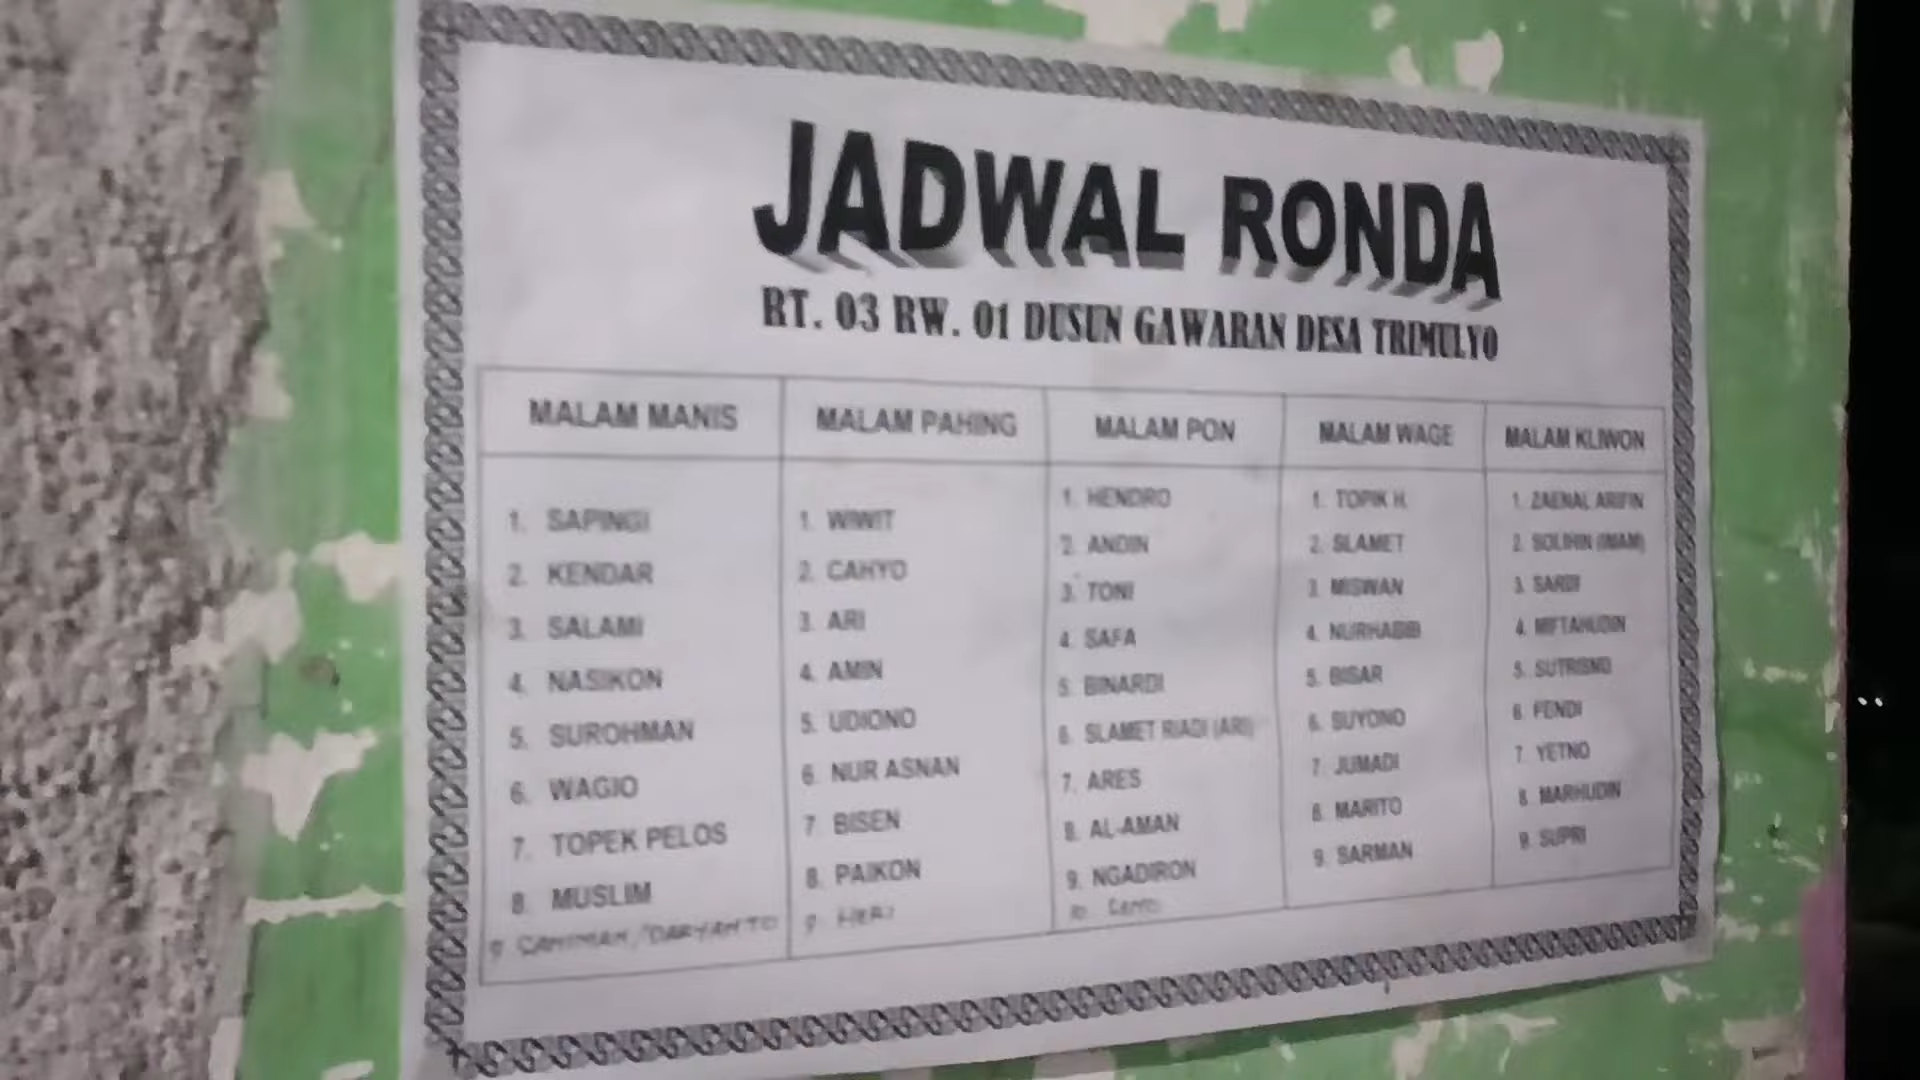 JADWAL RONDA
RT. 03 RW. 01 DUSUN GAWARAN DESA TRIMULYO
MALAM MANIS
1. SAPINGI
2. KENDAR
3. SALAMI
4. NASIKON
5. SUROHMAN
6. WAGIO
7. TOPEK PELOS
8. MUSLIM
9 /DARYANTO
MALAM PAHING
1. WIWIT
2. CAHYO
3. ARI
4. AMIN
5. UDIONO
6. NUR ASNAN
7 BISEN
8. PAIKON
9 HERI
MALAM PON
1. HENDRO
2. ANDIN
3. TONI
4. SAFA
5. BINARDI
6. SLAMET RIADI (ARI)
7. ARES
8. AL-AMAN
9. NGADIRON
10
MALAM WAGE
1. TOPIK H.
2. SLAMET
3. MISWAN
4. NURHABIB
5. BISAR
6. SUYONO
7. JUMADI
8. MARITO
9. SARMAN
MALAM KLIWON
1. ZAENAL ARIFIN
2. SOLIHIN (IMAM)
3. SARDI
4. MIFTAHUDIN
5. SUTRISNO
6. FENDI
7. YETNO
8. MARHUDIN
9. SUPRI